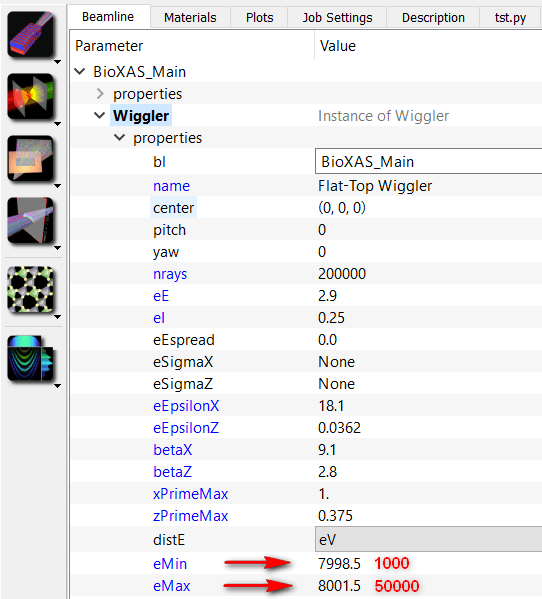 Beamline Materials Plots Job Settings Description tst.py
Parameter Value
BioXAS_Main
properties
Wiggler Instance of Wiggler
properties
bl BioXAS_Main
name Flat-Top Wiggler
center (0, 0, 0)
pitch 0
yaw 0
nrays 200000
eE 2.9
eI 0.25
eEspread 0.0
eSigmaX None
eSigmaZ None
eEpsilonX 18.1
eEpsilonZ 0.0362
betaX 9.1
betaZ 2.8
xPrimeMax 1.
zPrimeMax 0.375
distE eV
eMin 7998.5 1000
eMax 8001.5 50000